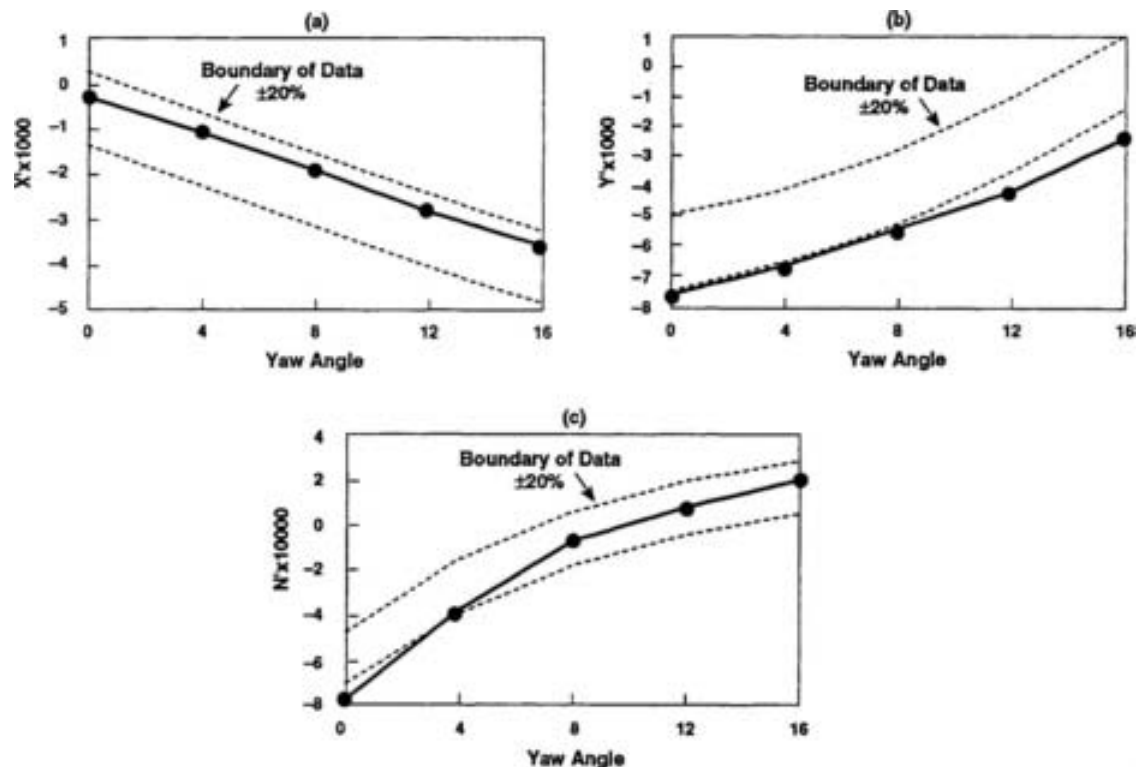 (a)
1
0
-1
-2
-3
-4
-5
X'x1000
Boundary of Data
±20%
0 4 8 12 16
Yaw Angle
(b)
1
0
-1
-2
-3
-4
-5
-6
-7
-8
Y'x1000
Boundary of Data
±20%
0 4 8 12 16
Yaw Angle
(c)
4
2
0
-2
-4
-6
-8
N'x10000
Boundary of Data
±20%
0 4 8 12 16
Yaw Angle